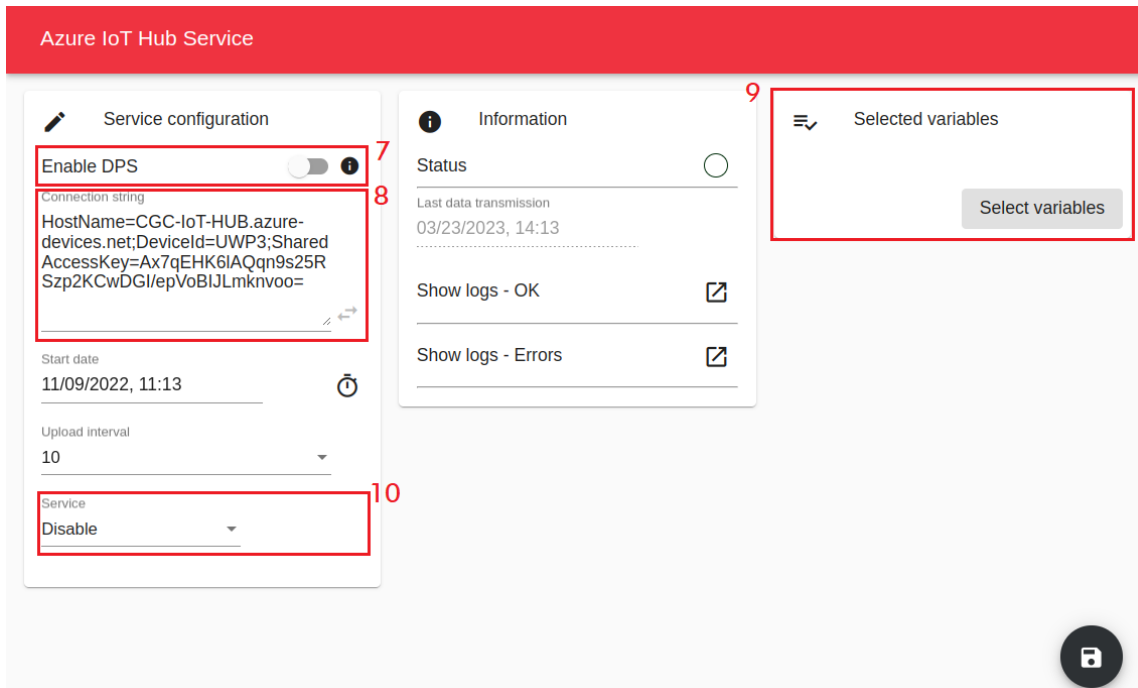 Azure IoT Hub Service
Service configuration
Enable DPS
7
Connection string
8
HostName=CGC-IoT-HUB.azure-
devices.net;DeviceId=UWP3;Shared
AccessKey=Ax7qEHK6lAQqn9s25R
Szp2KCwDGI/epVoBIJLmknvoo=
Start date
11/09/2022, 11:13
Upload interval
10
Service
10
Disable
Information
Status
Last data transmission
03/23/2023, 14:13
Show logs - OK
Show logs - Errors
9
Selected variables
Select variables